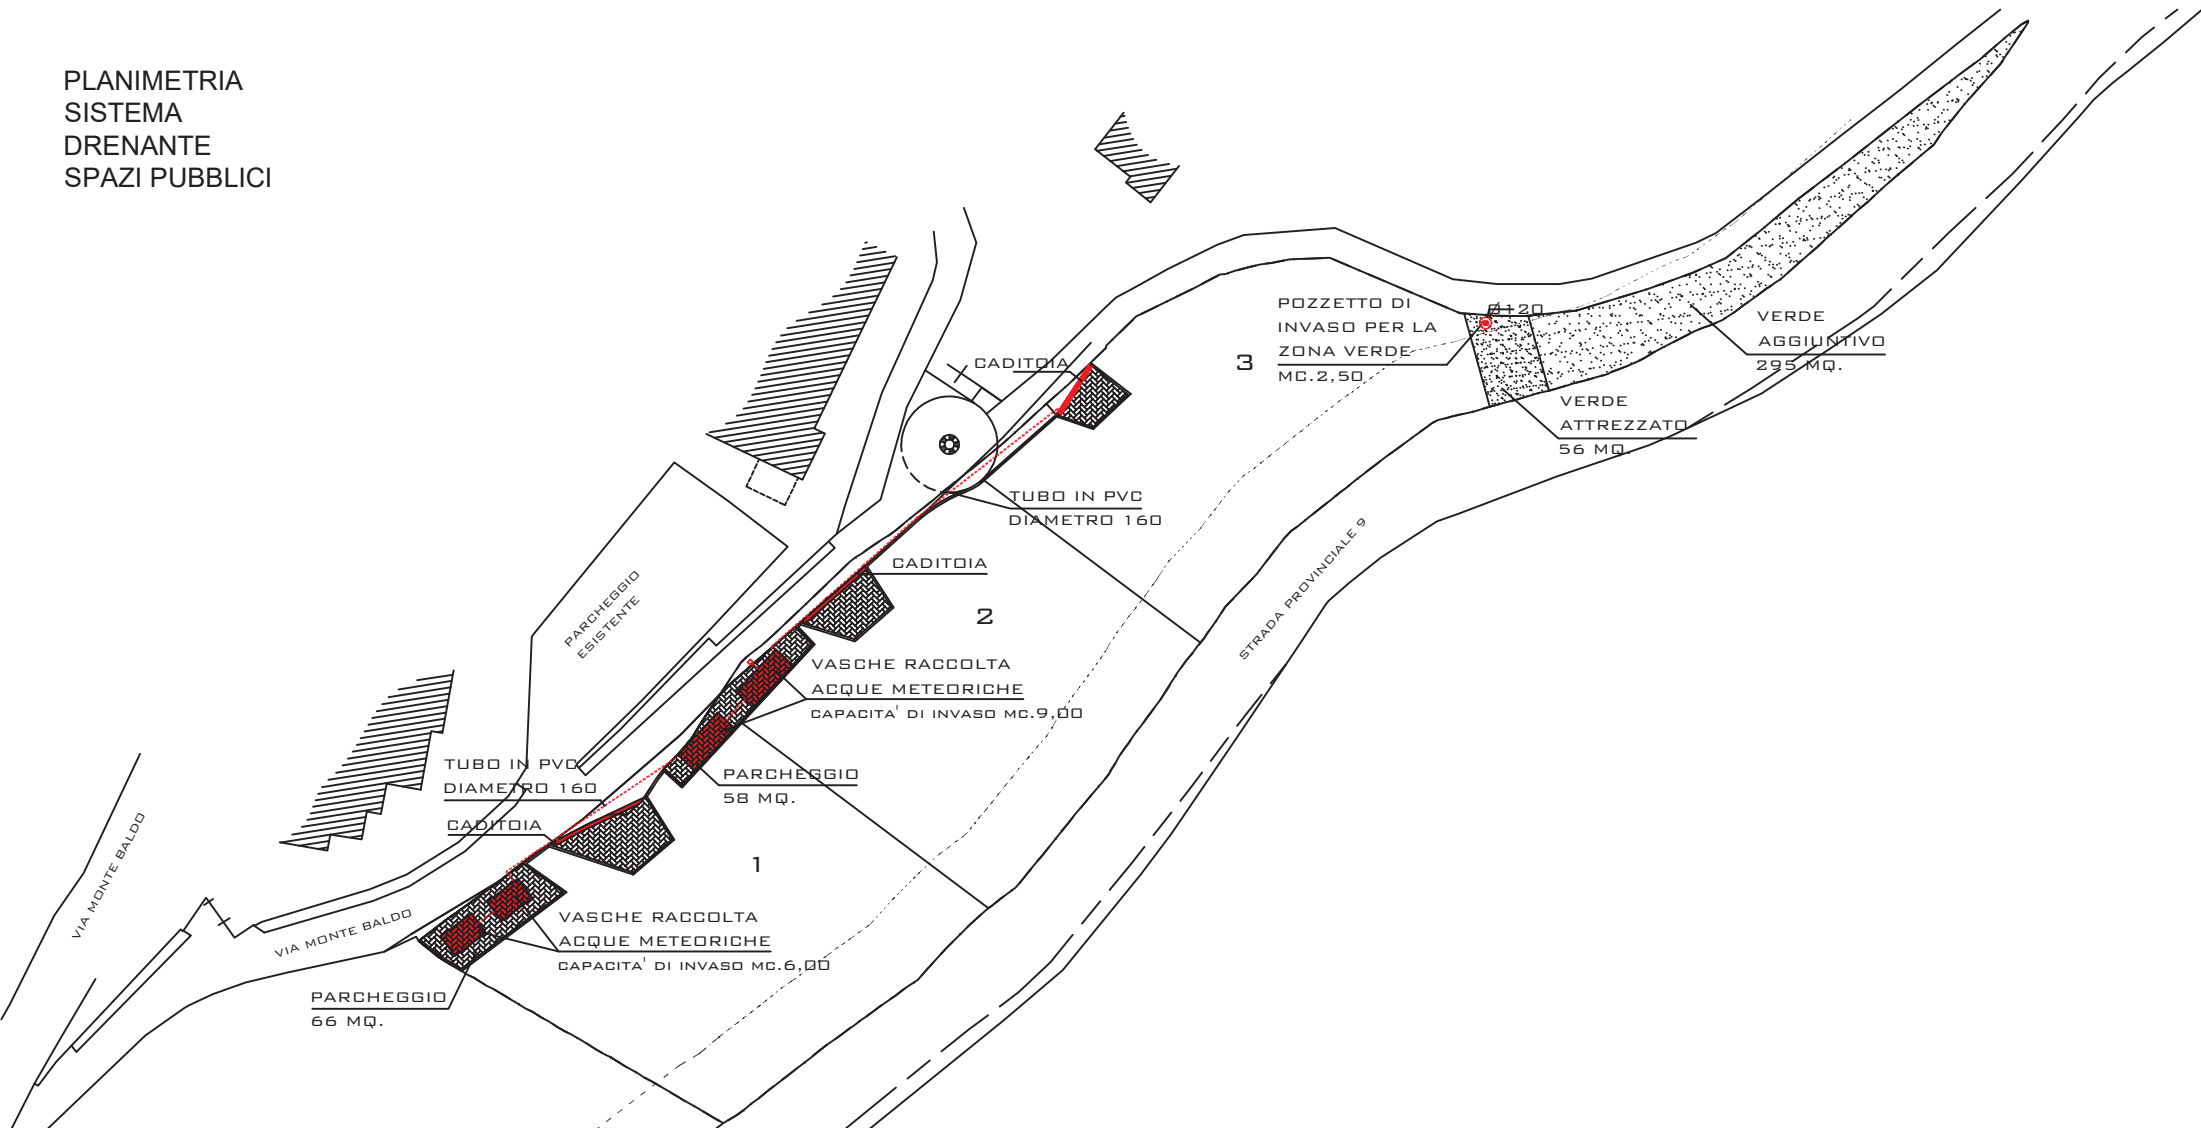 PLANIMETRIA
SISTEMA
DRENANTE
SPAZI PUBBLICI
POZZETTO DI
INVASO PER LA
ZONA VERDE
MC.2,50
Ø120
VERDE
AGGIUNTIVO
295 MQ.
VERDE
ATTREZZATO
56 MQ.
CADITOIA
3
TUBO IN PVC
DIAMETRO 160
CADITOIA
2
STRADA PROVINCIALE 9
PARCHEGGIO
ESISTENTE
VASCHE RACCOLTA
ACQUE METEORICHE
CAPACITA' DI INVASO MC.9,00
TUBO IN PVC
DIAMETRO 160
PARCHEGGIO
58 MQ.
CADITOIA
1
VIA MONTE BALDO
VIA MONTE BALDO
VASCHE RACCOLTA
ACQUE METEORICHE
CAPACITA' DI INVASO MC.6,00
PARCHEGGIO
66 MQ.